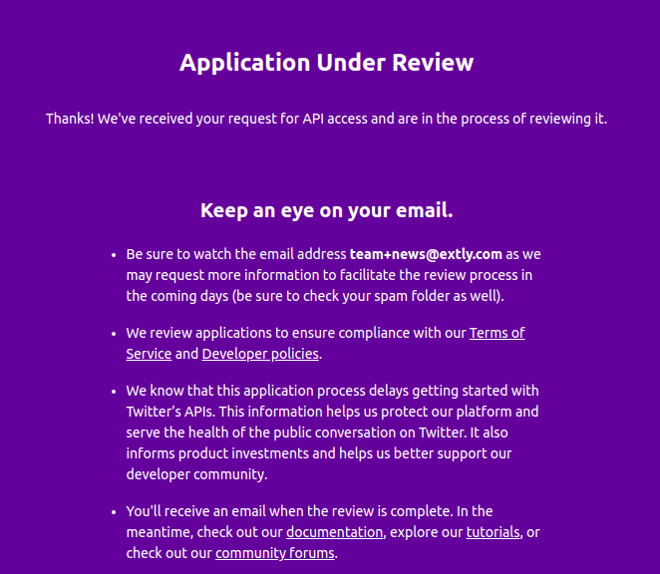 Application Under Review
Thanks! We've received your request for API access and are in the process of reviewing it.
Keep an eye on your email.
• Be sure to watch the email address team+news@extly.com as we
may request more information to facilitate the review process in
the coming days (be sure to check your spam folder as well).
• We review applications to ensure compliance with our Terms of
Service and Developer policies.
• We know that this application process delays getting started with
Twitter’s APIs. This information helps us protect our platform and
serve the health of the public conversation on Twitter. It also
informs product investments and helps us better support our
developer community.
• You'll receive an email when the review is complete. In the
meantime, check out our documentation, explore our tutorials, or
check out our community forums.